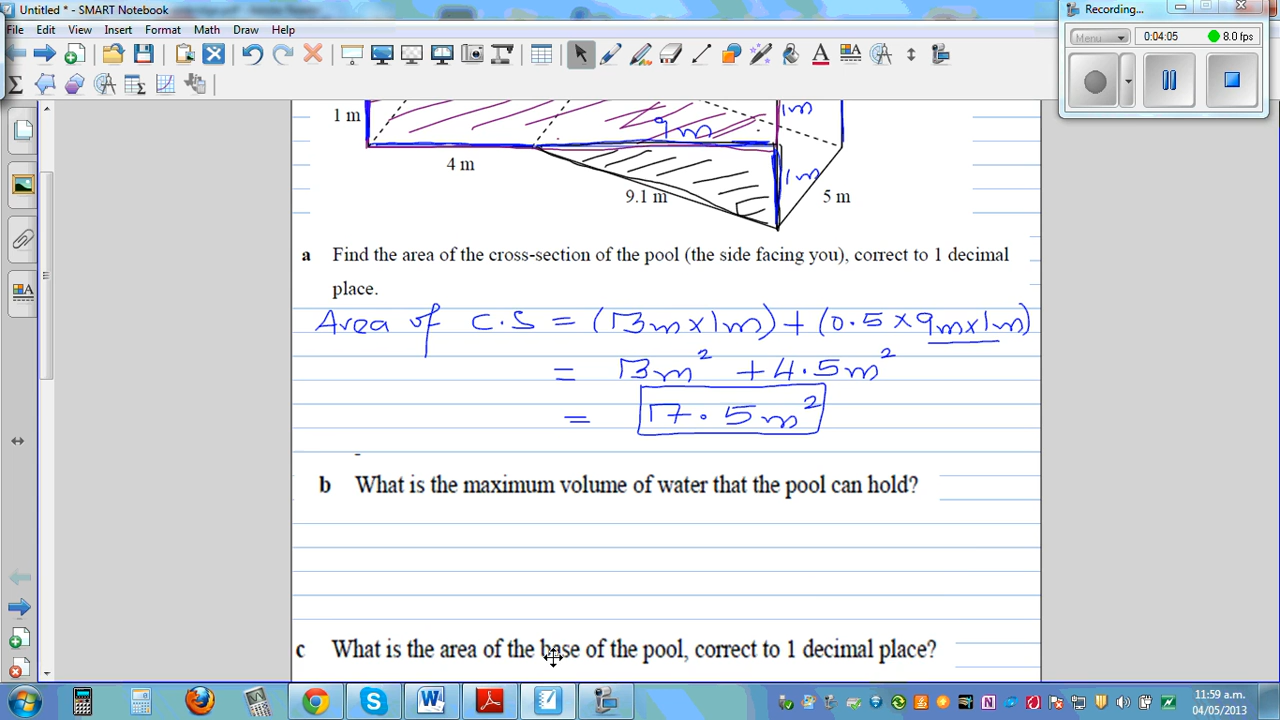 Untitled * - SMART Notebook
File Edit View Insert Format Math Draw Help
Recording...
Menu 0:04:05 8.0 fps
1 m
9m
1m
4 m
1m
9.1 m
5 m
a Find the area of the cross-section of the pool (the side facing you), correct to 1 decimal
place.
Area of C.S = (13m x 1m) + (0.5 x 9m x 1m)
= 13m² + 4.5m²
= 17.5m²
b What is the maximum volume of water that the pool can hold?
c What is the area of the base of the pool, correct to 1 decimal place?
11:59 a.m.
04/05/2013